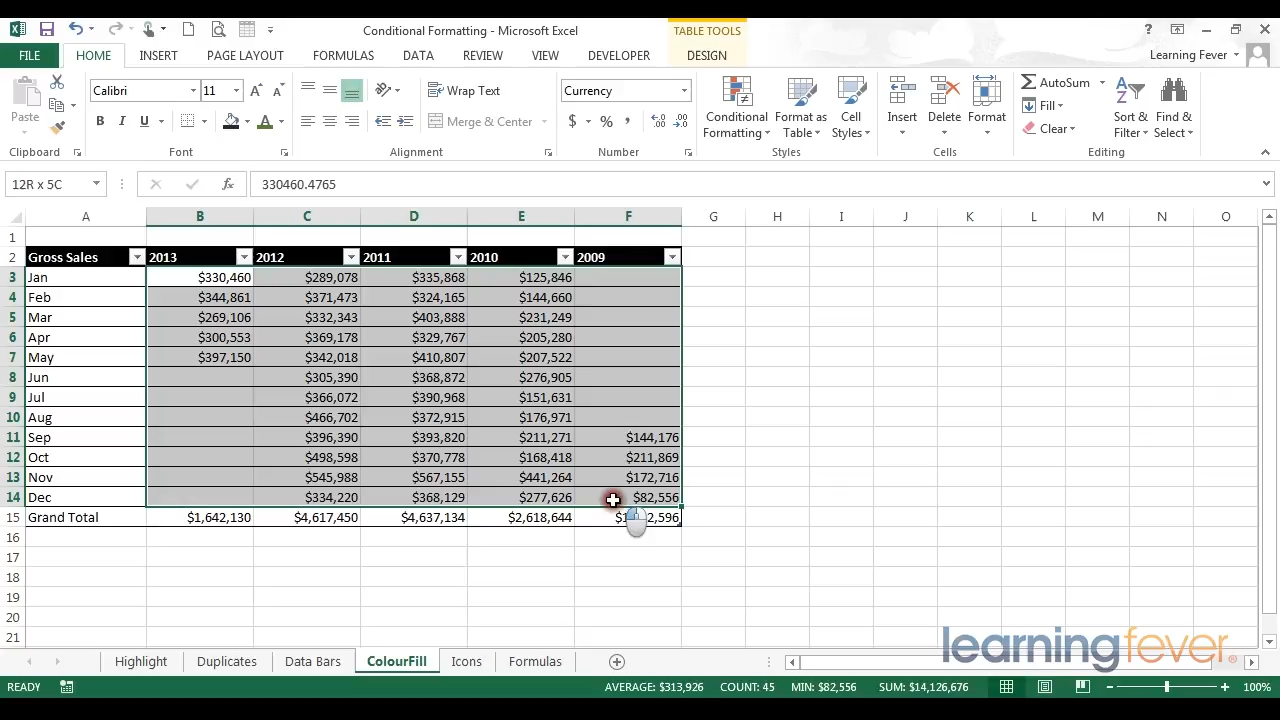 Conditional Formatting - Microsoft Excel
TABLE TOOLS
FILE HOME INSERT PAGE LAYOUT FORMULAS DATA REVIEW VIEW DEVELOPER DESIGN Learning Fever
Calibri 11 Wrap Text Currency AutoSum
Paste Conditional Formatting Format as Table Cell Styles Insert Delete Format Fill Sort & Filter Find & Select
B I U Merge & Center $ % , Clear
Clipboard Font Alignment Number Styles Cells Editing
12R x 5C fx 330460.4765
A B C D E F G H I J K L M N O
1
2 Gross Sales 2013 2012 2011 2010 2009
3 Jan $330,460 $289,078 $335,868 $125,846
4 Feb $344,861 $371,473 $324,165 $144,660
5 Mar $269,106 $332,343 $403,888 $231,249
6 Apr $300,553 $369,178 $329,767 $205,280
7 May $397,150 $342,018 $410,807 $207,522
8 Jun $305,390 $368,872 $276,905
9 Jul $366,072 $390,968 $151,631
10 Aug $466,702 $372,915 $176,971
11 Sep $396,390 $393,820 $211,271 $144,176
12 Oct $498,598 $370,778 $168,418 $211,869
13 Nov $545,988 $567,155 $441,264 $172,716
14 Dec $334,220 $368,129 $277,626 $82,556
15 Grand Total $1,642,130 $4,617,450 $4,637,134 $2,618,644
16
17
18
19
20
21
learningfever
Highlight Duplicates Data Bars ColourFill Icons Formulas
READY AVERAGE: $313,926 COUNT: 45 MIN: $82,556 SUM: $14,126,676 100%